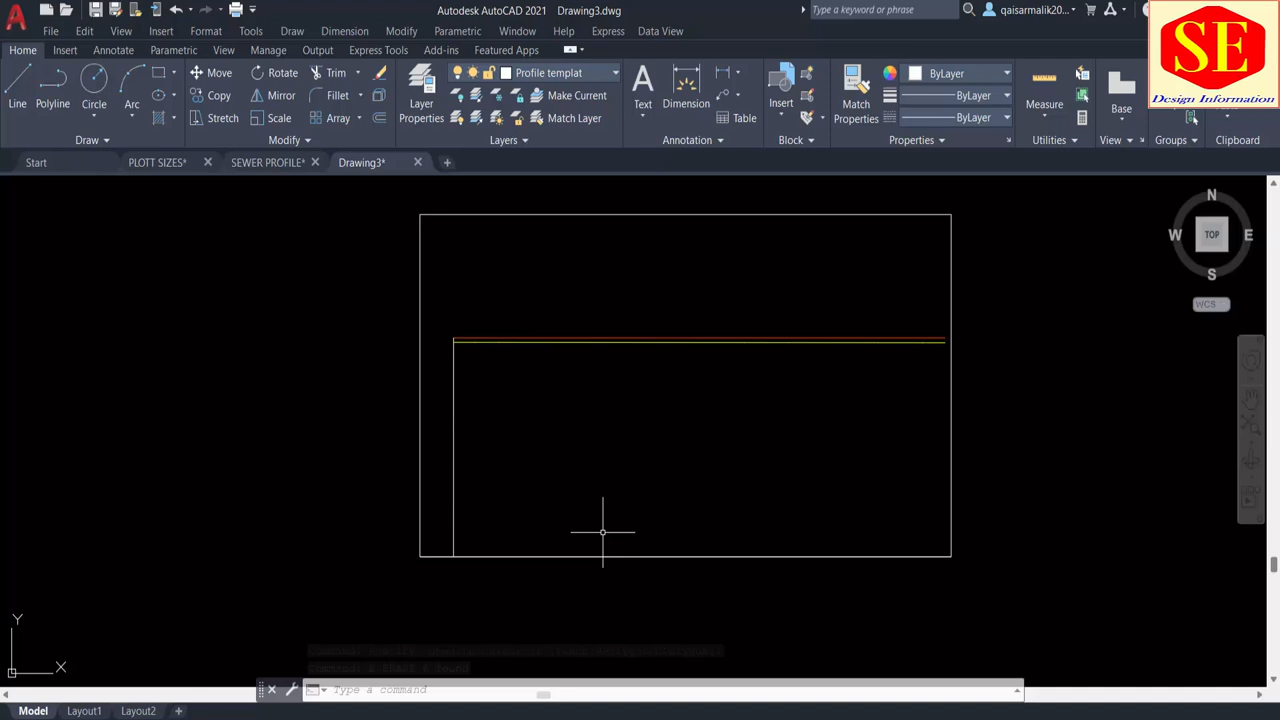 Autodesk AutoCAD 2021 Drawing3.dwg
Type a keyword or phrase
qaisarmalik20...
File Edit View Insert Format Tools Draw Dimension Modify Parametric Window Help Express Data View
Home Insert Annotate Parametric View Manage Output Express Tools Add-ins Featured Apps
SE
Design Information
Line Polyline Circle Arc
Move Rotate Trim
Copy Mirror Fillet
Stretch Scale Array
Layer Properties
Profile templat
Make Current
Match Layer
Text Dimension Table
Insert
Match Properties
ByLayer
ByLayer
ByLayer
Measure
Base
Draw Modify Layers Annotation Block Properties Utilities View Groups Clipboard
Start PLOTT SIZES* SEWER PROFILE* Drawing3*
N
W TOP E
S
WCS
Y
X
Type a command
Model Layout1 Layout2